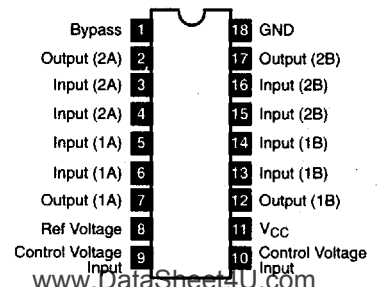 Bypass 1 18 GND
Output (2A) 2 17 Output (2B)
Input (2A) 3 16 Input (2B)
Input (2A) 4 15 Input (2B)
Input (1A) 5 14 Input (1B)
Input (1A) 6 13 Input (1B)
Output (1A) 7 12 Output (1B)
Ref Voltage 8 11 VCC
Control Voltage Input 9 10 Control Voltage Input
www.DataSheet4U.com